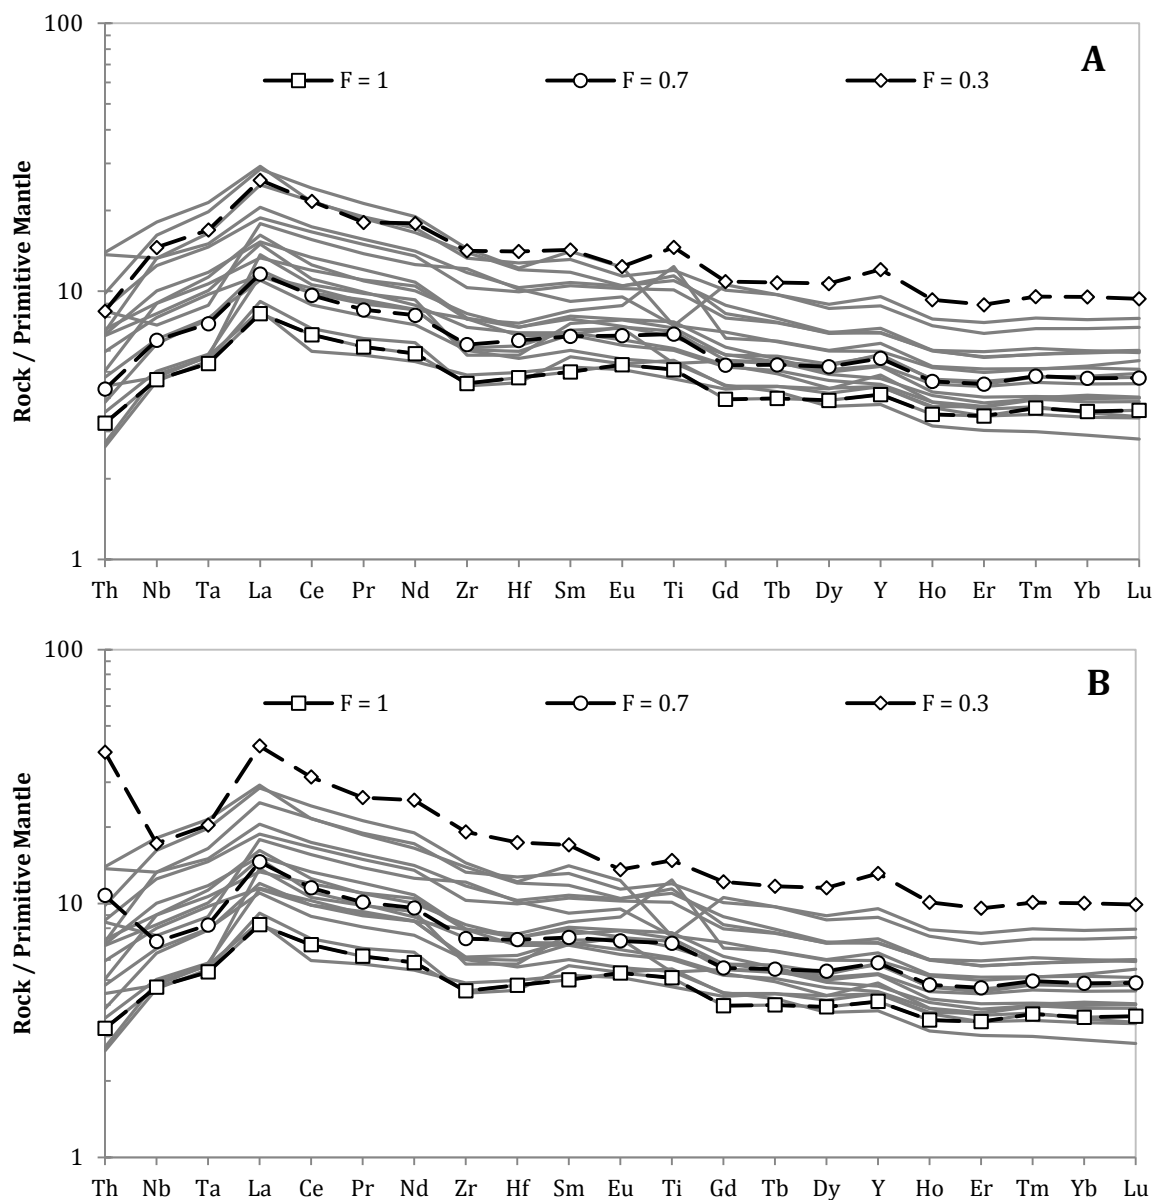 100
A
F = 1 F = 0.7 F = 0.3
Rock / Primitive Mantle
10
1
Th Nb Ta La Ce Pr Nd Zr Hf Sm Eu Ti Gd Tb Dy Y Ho Er Tm Yb Lu
100
B
F = 1 F = 0.7 F = 0.3
Rock / Primitive Mantle
10
1
Th Nb Ta La Ce Pr Nd Zr Hf Sm Eu Ti Gd Tb Dy Y Ho Er Tm Yb Lu